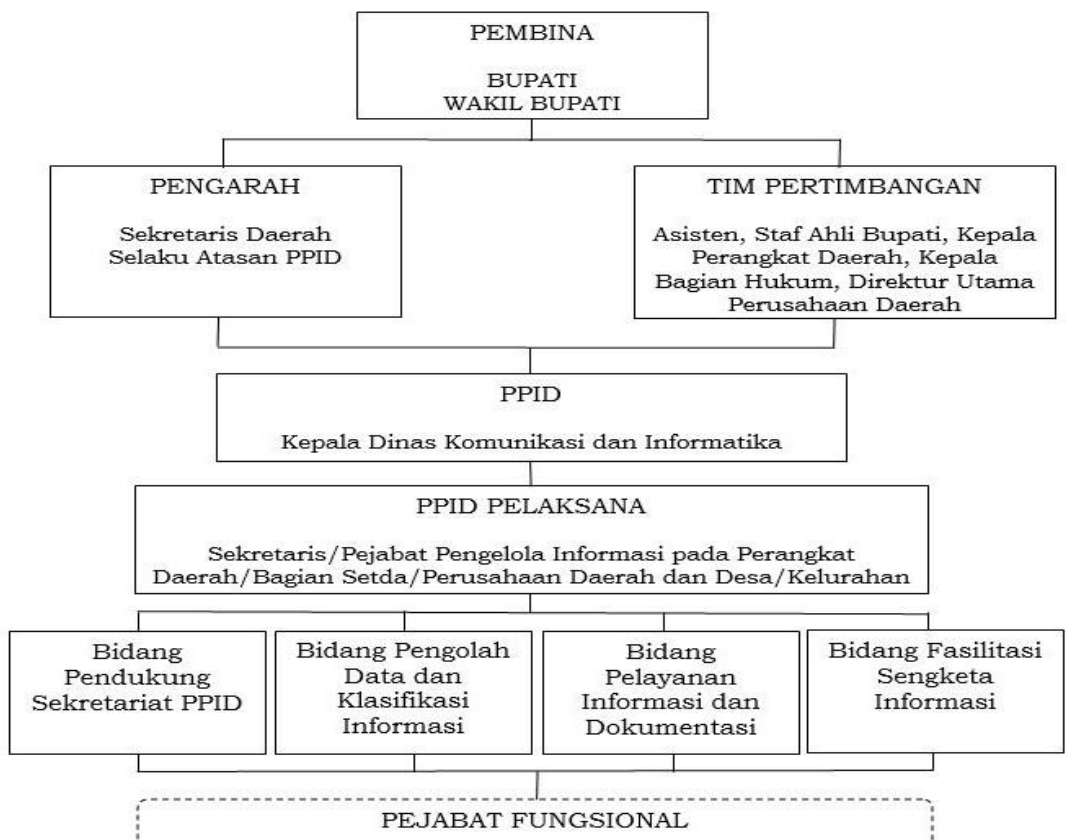 PEMBINA
BUPATI
WAKIL BUPATI
PENGARAH
Sekretaris Daerah
Selaku Atasan PPID
TIM PERTIMBANGAN
Asisten, Staf Ahli Bupati, Kepala
Perangkat Daerah, Kepala
Bagian Hukum, Direktur Utama
Perusahaan Daerah
PPID
Kepala Dinas Komunikasi dan Informatika
PPID PELAKSANA
Sekretaris/Pejabat Pengelola Informasi pada Perangkat
Daerah/Bagian Setda/Perusahaan Daerah dan Desa/Kelurahan
Bidang
Pendukung
Sekretariat PPID
Bidang Pengolah
Data dan
Klasifikasi
Informasi
Bidang
Pelayanan
Informasi dan
Dokumentasi
Bidang Fasilitasi
Sengketa
Informasi
PEJABAT FUNGSIONAL